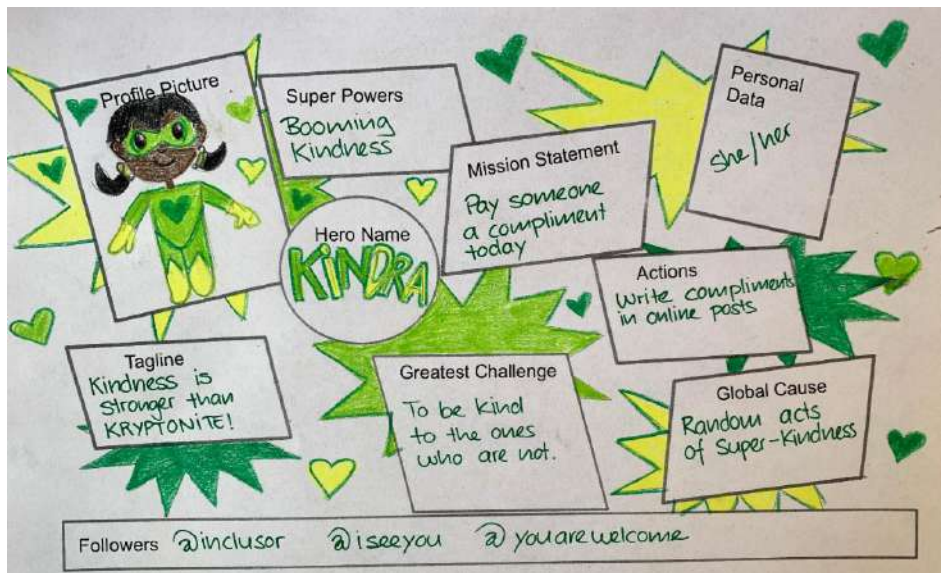 Profile Picture
Super Powers
Booming
Kindness
Mission Statement
Pay someone
a compliment
today
Personal
Data
she/her
Hero Name
KiNDRA
Actions
Write compliments
in online posts
Tagline
Kindness is
stronger than
KRYPTONITE!
Greatest Challenge
To be kind
to the ones
who are not.
Global Cause
Random acts
of Super-Kindness
Followers @inclusor @iseeyou @youarewelcome